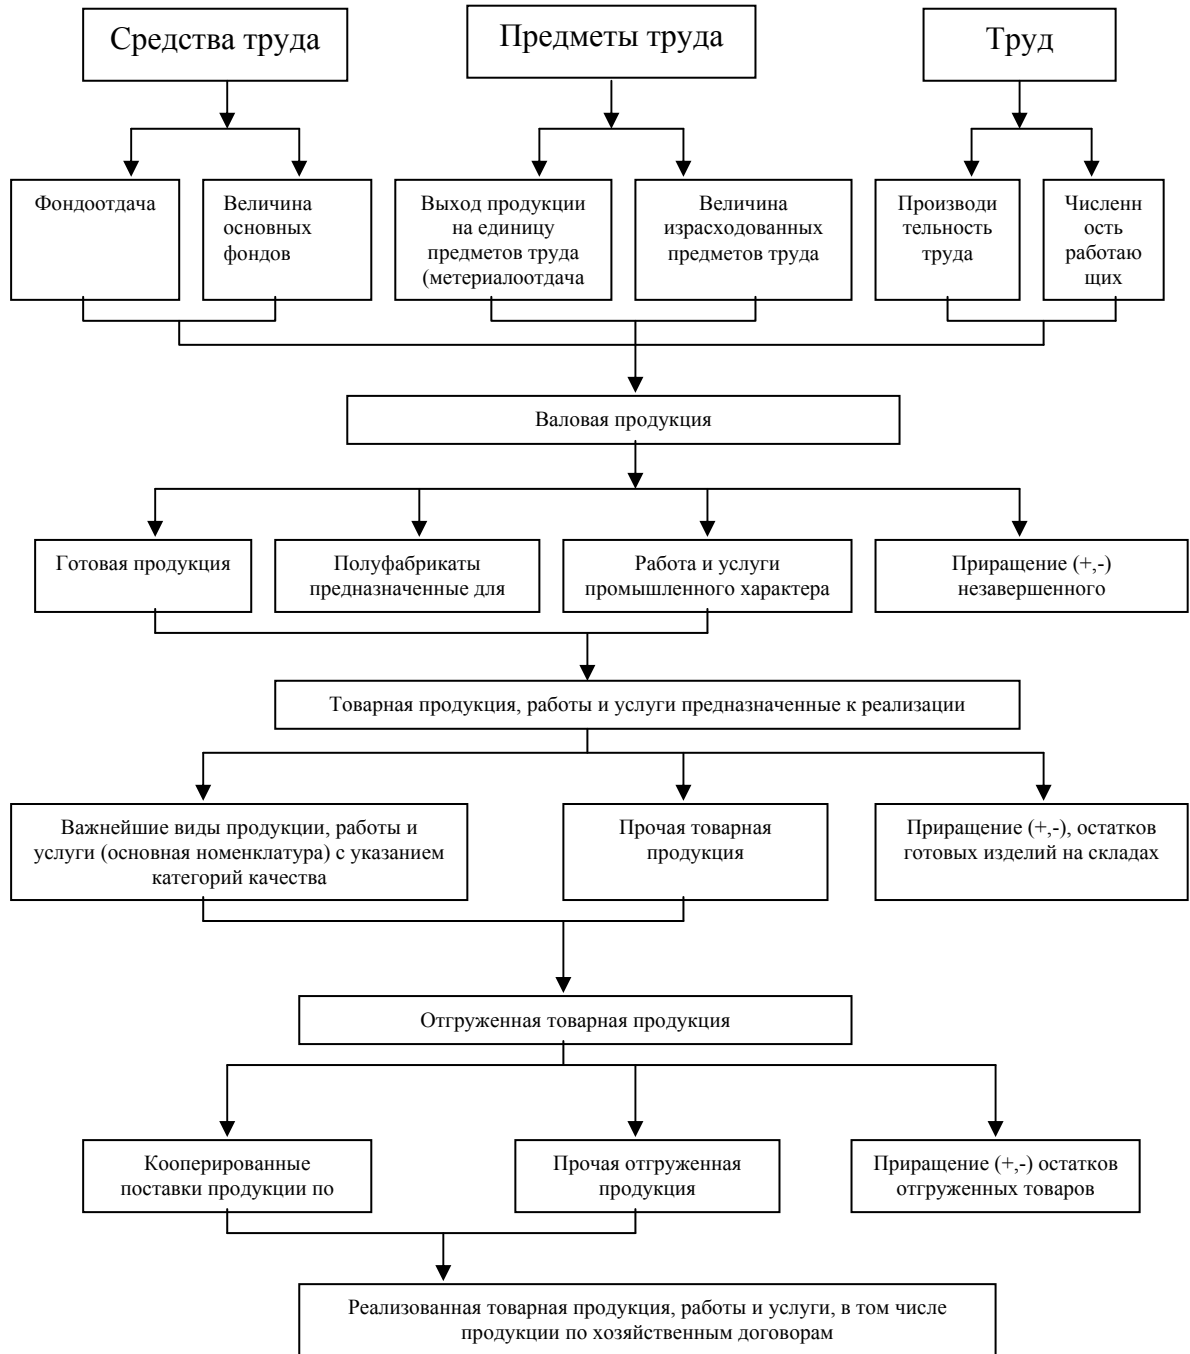 Средства труда
Предметы труда
Труд
Фондоотдача
Величина
основных
фондов
Выход продукции
на единицу
предметов труда
(метериалоотдача
Величина
израсходованных
предметов труда
Производи
тельность
труда
Численн
ость
работаю
щих
Валовая продукция
Готовая продукция
Полуфабрикаты
предназначенные для
Работа и услуги
промышленного характера
Приращение (+,-)
незавершенного
Товарная продукция, работы и услуги предназначенные к реализации
Важнейшие виды продукции, работы и
услуги (основная номенклатура) с указанием
категорий качества
Прочая товарная
продукция
Приращение (+,-), остатков
готовых изделий на складах
Отгруженная товарная продукция
Кооперированные
поставки продукции по
Прочая отгруженная
продукция
Приращение (+,-) остатков
отгруженных товаров
Реализованная товарная продукция, работы и услуги, в том числе
продукции по хозяйственным договорам